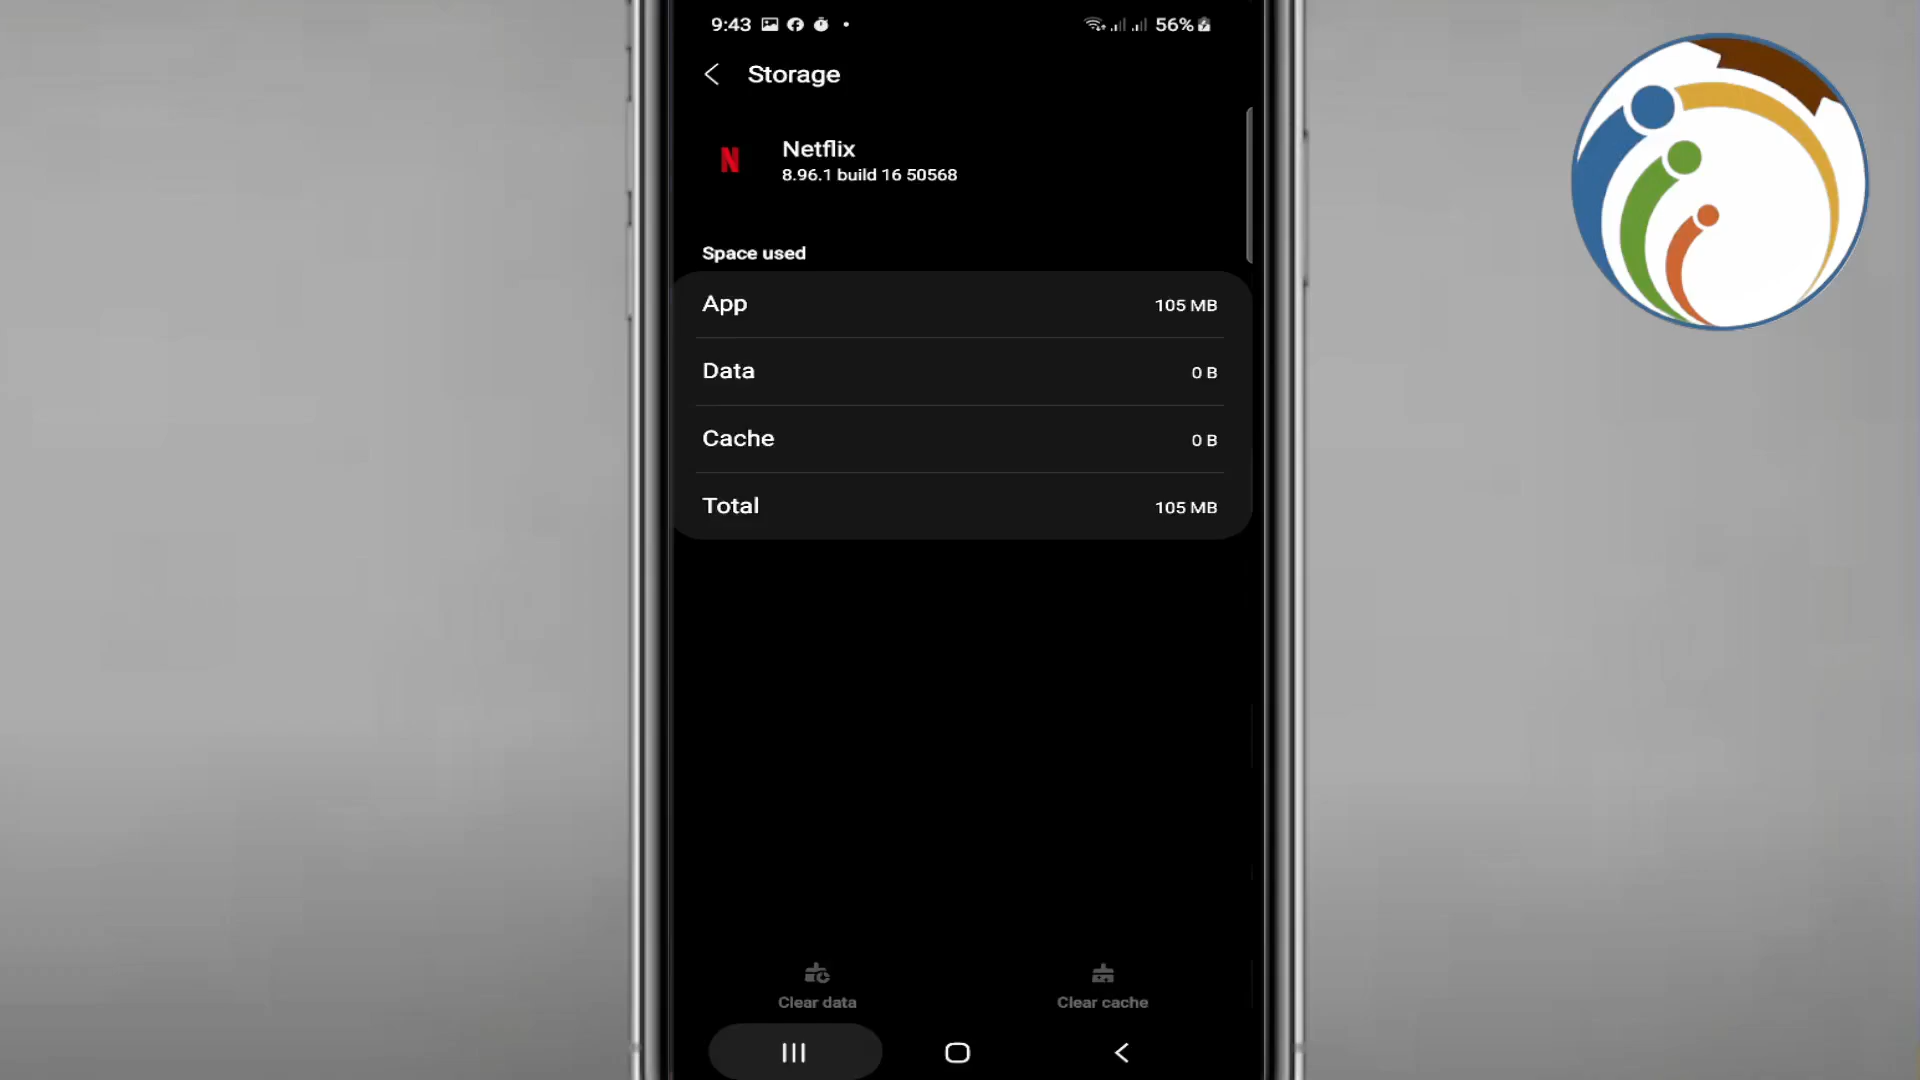 9:43 56%
Storage
Netflix
8.96.1 build 16 50568
Space used
App 105 MB
Data 0 B
Cache 0 B
Total 105 MB
Clear data Clear cache